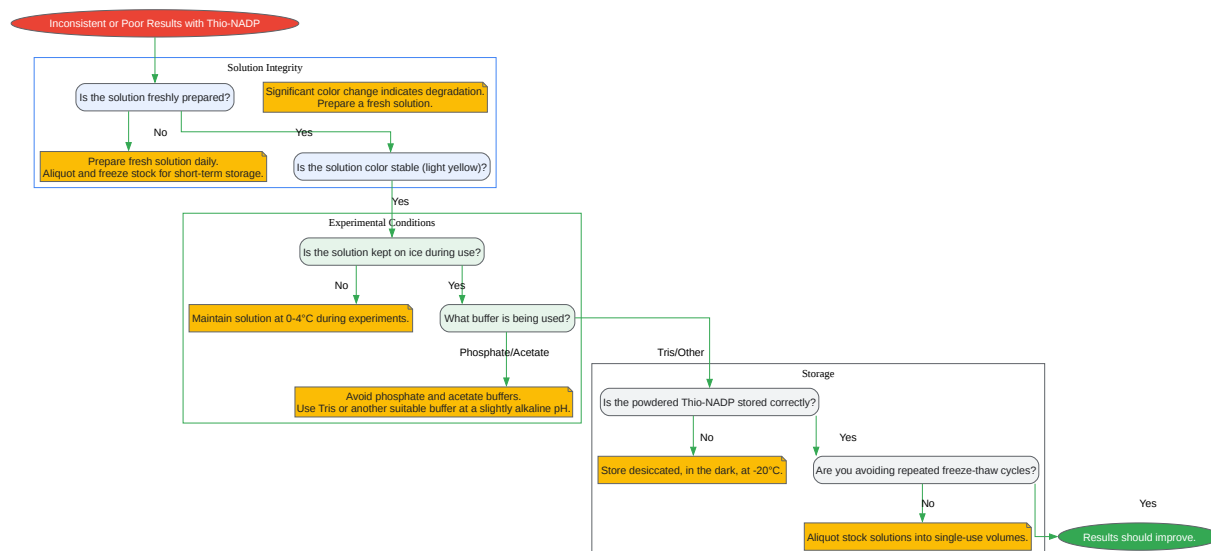 Inconsistent or Poor Results with Thio-NADP
Solution Integrity
Is the solution freshly prepared?
Significant color change indicates degradation.
Prepare a fresh solution.
No
Yes
Prepare fresh solution daily.
Aliquot and freeze stock for short-term storage.
Is the solution color stable (light yellow)?
Yes
Experimental Conditions
Is the solution kept on ice during use?
No
Yes
Maintain solution at 0-4°C during experiments.
What buffer is being used?
Phosphate/Acetate
Tris/Other
Avoid phosphate and acetate buffers.
Use Tris or another suitable buffer at a slightly alkaline pH.
Storage
Is the powdered Thio-NADP stored correctly?
No
Yes
Store desiccated, in the dark, at -20°C.
Are you avoiding repeated freeze-thaw cycles?
No
Yes
Aliquot stock solutions into single-use volumes.
Results should improve.